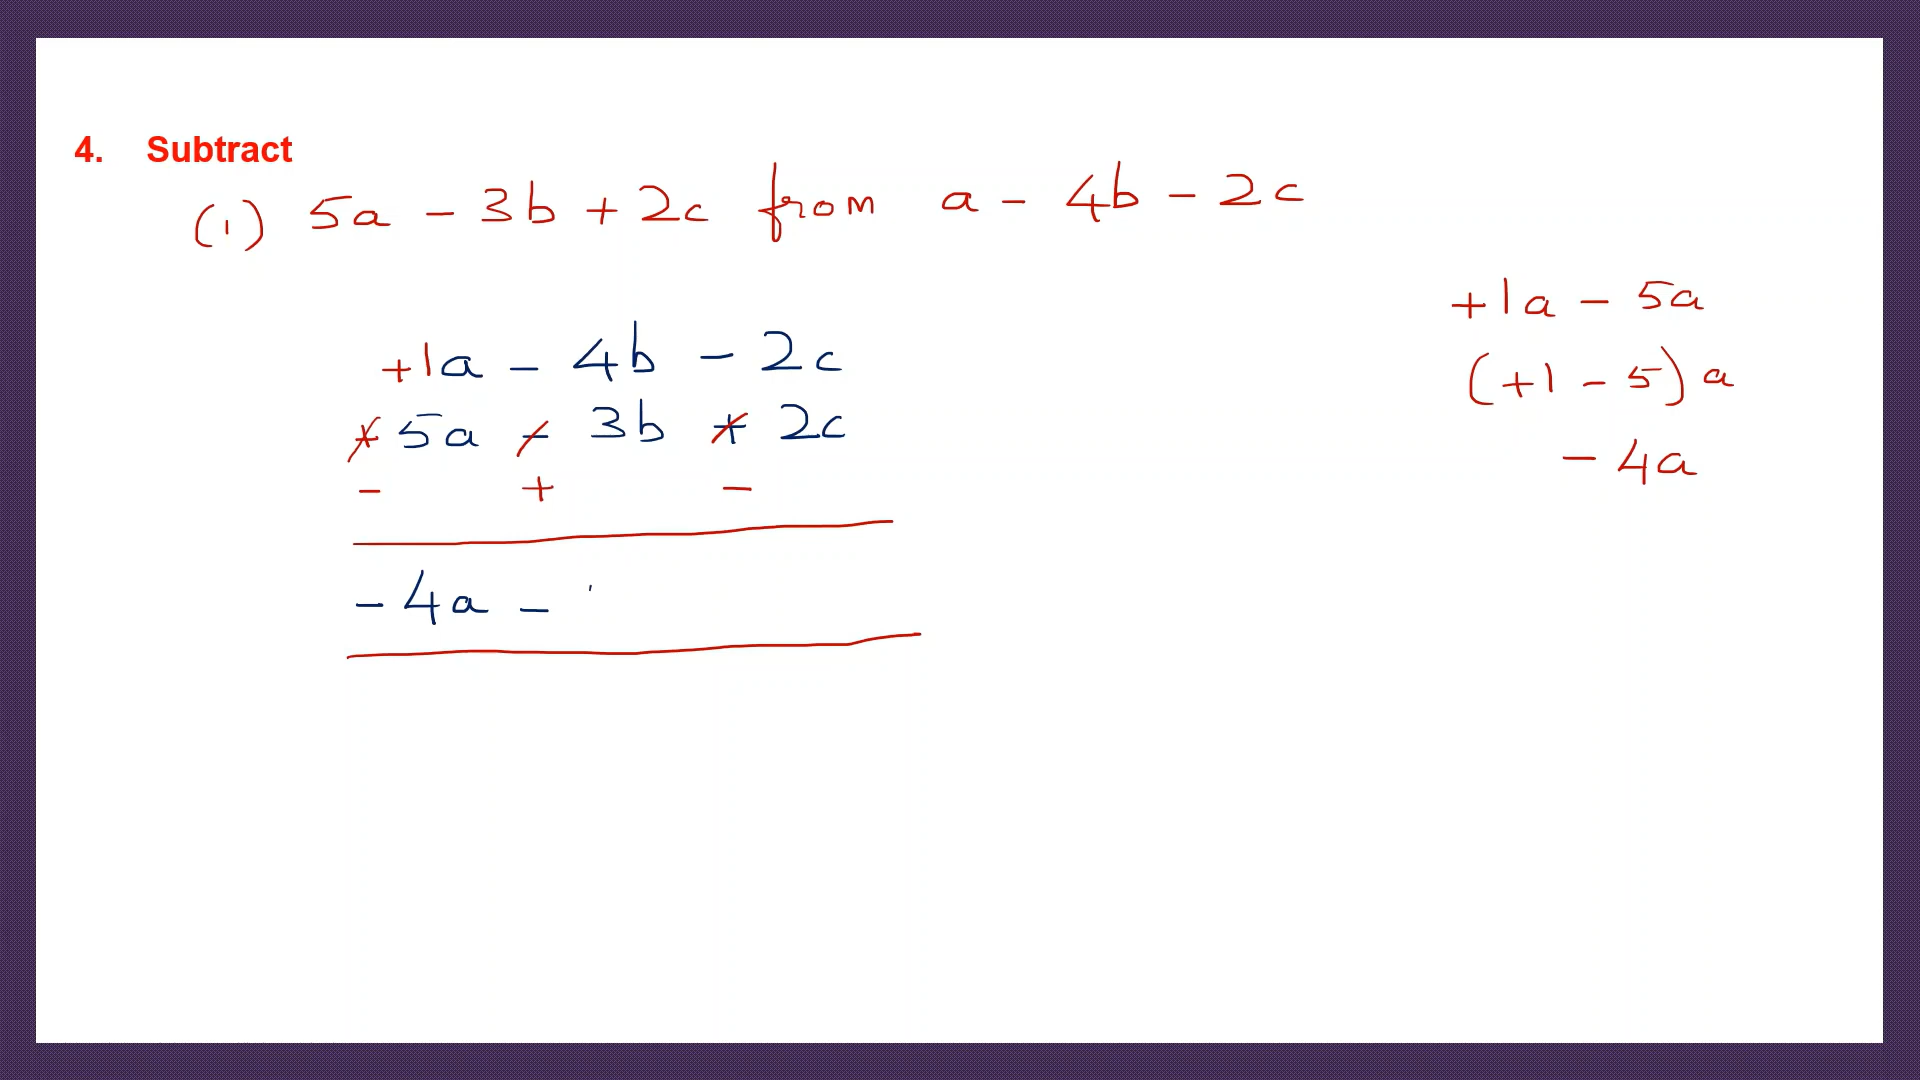 4. Subtract
(1) 5a - 3b + 2c from a - 4b - 2c
+1a - 5a
+1a - 4b - 2c
(+1 - 5) a
+ 5a - 3b + 2c
- 4a
- + -
- 4a -